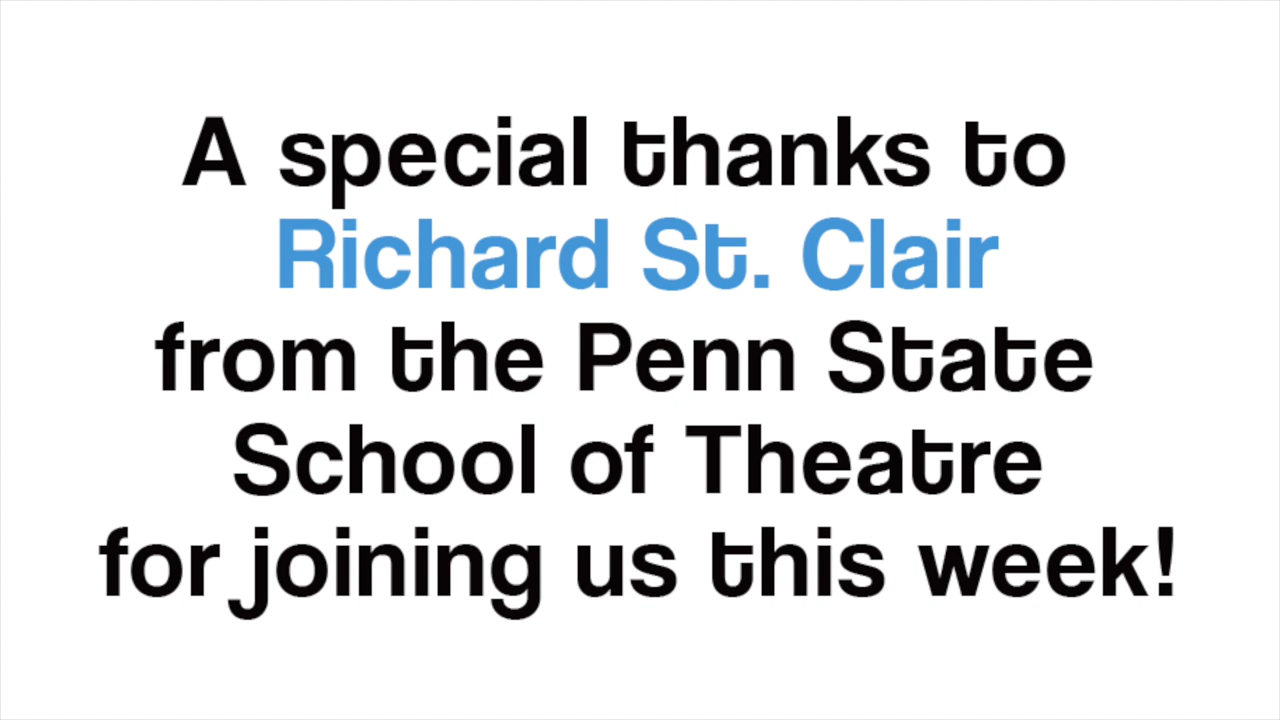 A special thanks to
Richard St. Clair
from the Penn State
School of Theatre
for joining us this week!